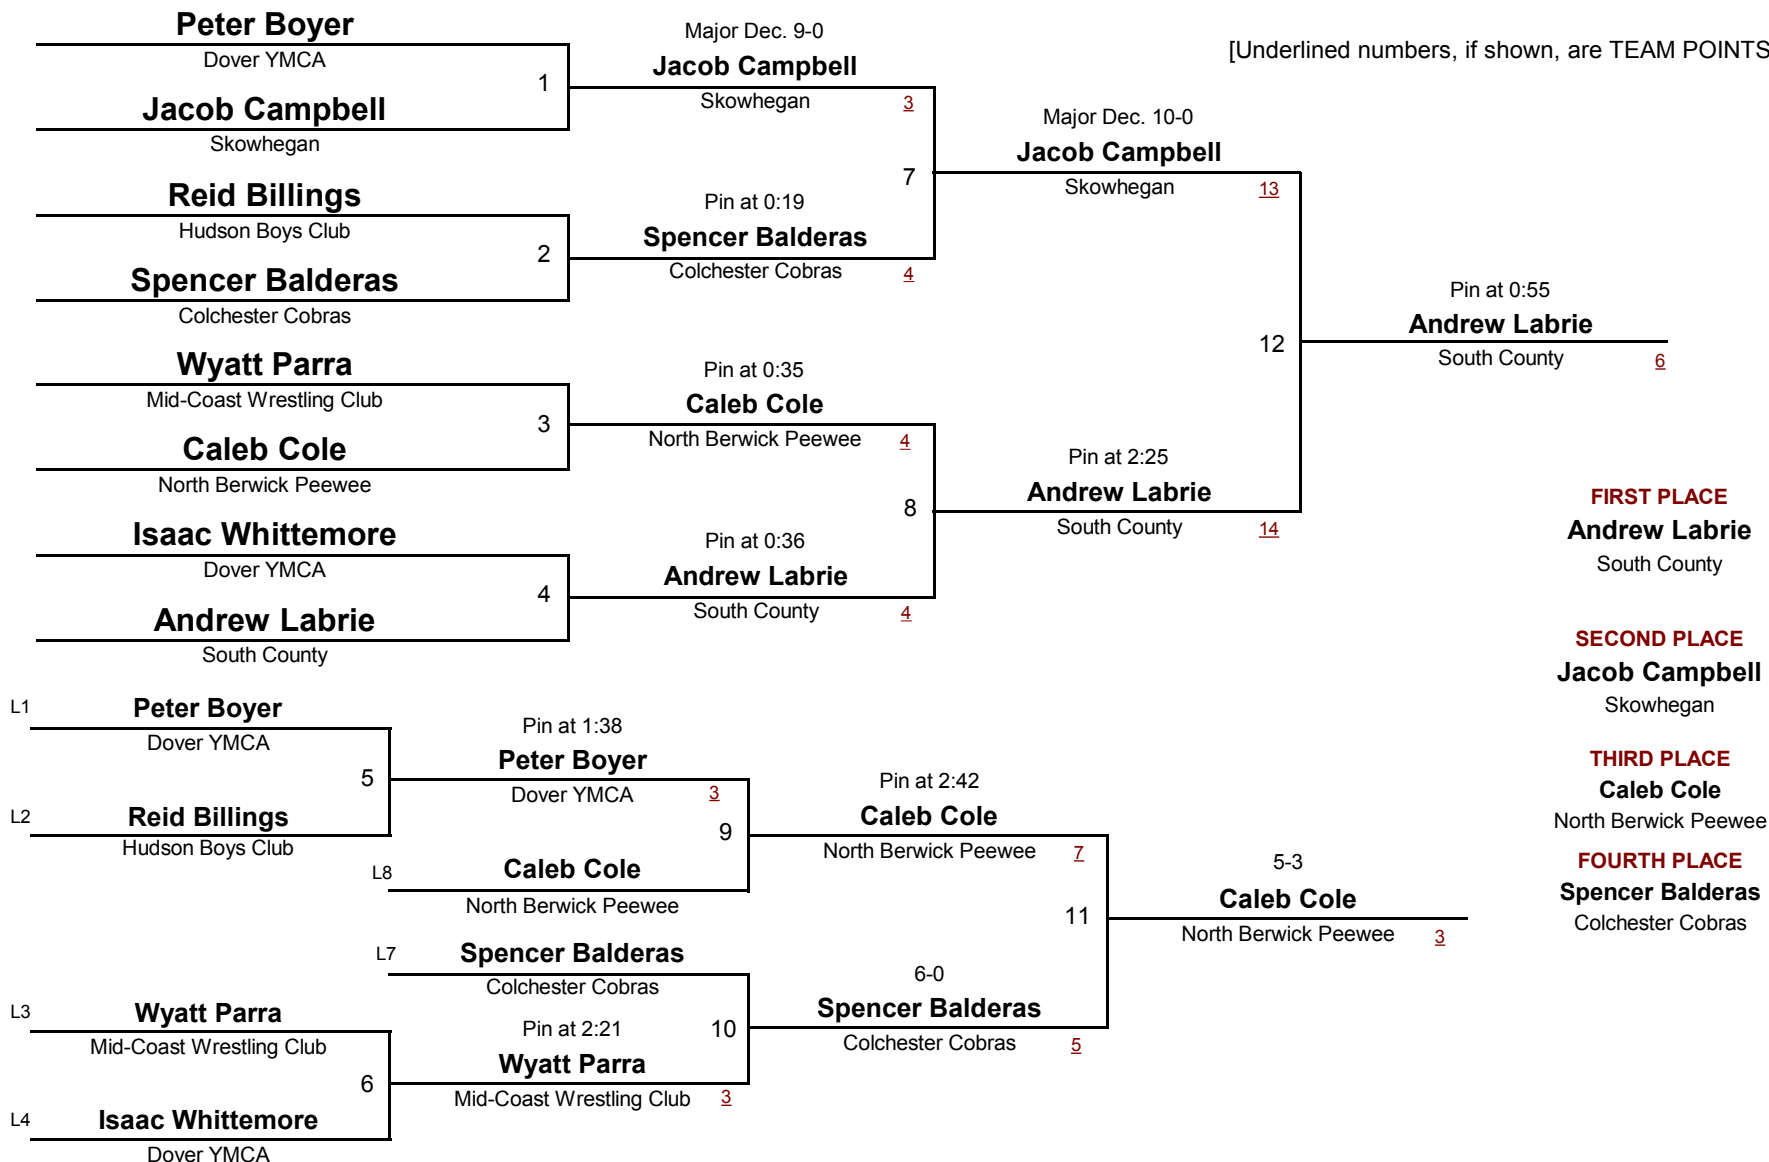 [Underlined numbers, if shown, are TEAM POINTS
Peter Boyer
Dover YMCA
1
Jacob Campbell
Skowhegan
Reid Billings
Hudson Boys Club
2
Spencer Balderas
Colchester Cobras
Wyatt Parra
Mid-Coast Wrestling Club
3
Caleb Cole
North Berwick Peewee
Isaac Whittemore
Dover YMCA
4
Andrew Labrie
South County
Major Dec. 9-0
Jacob Campbell
Skowhegan 3
7
Pin at 0:19
Spencer Balderas
Colchester Cobras 4
Pin at 0:35
Caleb Cole
North Berwick Peewee 4
8
Pin at 0:36
Andrew Labrie
South County 4
Major Dec. 10-0
Jacob Campbell
Skowhegan 13
12
Pin at 2:25
Andrew Labrie
South County 14
Pin at 0:55
Andrew Labrie
South County 6
L1 Peter Boyer
Dover YMCA
5
L2 Reid Billings
Hudson Boys Club
Pin at 1:38
Peter Boyer
Dover YMCA 3
9
L8 Caleb Cole
North Berwick Peewee
L7 Spencer Balderas
Colchester Cobras
10
Pin at 2:21
Wyatt Parra
Mid-Coast Wrestling Club 3
L3 Wyatt Parra
Mid-Coast Wrestling Club
6
L4 Isaac Whittemore
Dover YMCA
Pin at 2:42
Caleb Cole
North Berwick Peewee 7
11
6-0
Spencer Balderas
Colchester Cobras 5
5-3
Caleb Cole
North Berwick Peewee 3
FIRST PLACE
Andrew Labrie
South County
SECOND PLACE
Jacob Campbell
Skowhegan
THIRD PLACE
Caleb Cole
North Berwick Peewee
FOURTH PLACE
Spencer Balderas
Colchester Cobras